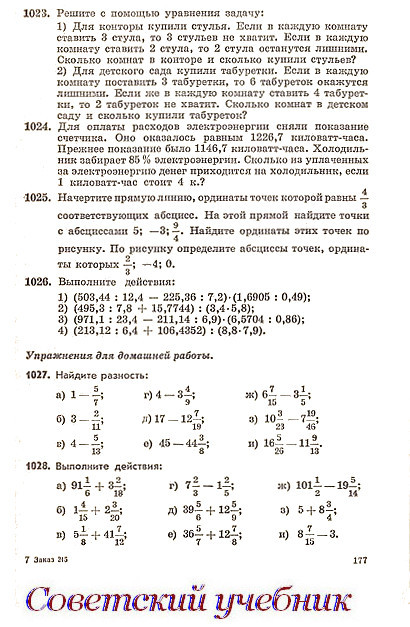 1023. Решите с помощью уравнения задачу:
1) Для конторы купили стулья. Если в каждую комнату
ставить 3 стула, то 3 стульев не хватит. Если в каждую
комнату ставить 2 стула, то 2 стула останутся лишними.
Сколько комнат в конторе и сколько купили стульев?
2) Для детского сада купили табуретки. Если в каждую
комнату поставить 3 табуретки, то 6 табуреток окажутся
лишними. Если же в каждую комнату ставить 4 табурет-
ки, то 2 табуреток не хватит. Сколько комнат в детском
саду и сколько купили табуреток?
1024. Для оплаты расходов электроэнергии сняли показание
счетчика. Оно оказалось равным 1226,7 киловатт-часа.
Прежнее показание было 1146,7 киловатт-часа. Холодиль-
ник забирает 85 % электроэнергии. Сколько из уплаченных
за электроэнергию денег приходится на холодильник, если
1 киловатт-час стоит 4 к.?
1025. Начертите прямую линию, ординаты точек которой равны 4/3
соответствующих абсцисс. На этой прямой найдите точки
с абсциссами 5; −3; 9/4. Найдите ординаты этих точек по
рисунку. По рисунку определите абсциссы точек, ордина-
ты которых 2/3; −4; 0.
1026. Выполните действия:
1) (503,44 : 12,4 − 225,36 : 7,2)·(1,6905 : 0,49);
2) (495,3 : 7,8 + 15,7744) : (3,4·5,8);
3) (971,1 : 23,4 − 211,14 : 6,9)·(6,5704 : 0,86);
4) (213,12 : 6,4 + 106,4352) : (8,8·7,9).
Упражнения для домашней работы.
1027. Найдите разность:
а) 1 − 5/7; г) 4 − 3 4/9; ж) 6 7/15 − 3 1/5;
б) 3 − 2/11; д) 17 − 12 7/19; з) 10 3/23 − 7 19/46;
в) 4 − 5/13; е) 45 − 44 3/8; и) 16 5/26 − 11 9/13.
1028. Выполните действия:
а) 91 1/6 + 3 5/18; г) 7 2/3 − 1 2/5; ж) 101 1/2 − 19 5/14;
б) 1 4/15 + 2 3/20; д) 39 5/6 + 12 5/9; з) 5 + 8 3/4;
в) 5 1/8 + 41 7/12; е) 36 5/7 + 12 7/8; и) 8 7/15 − 3.
7 Заказ 215 177
Советский учебник